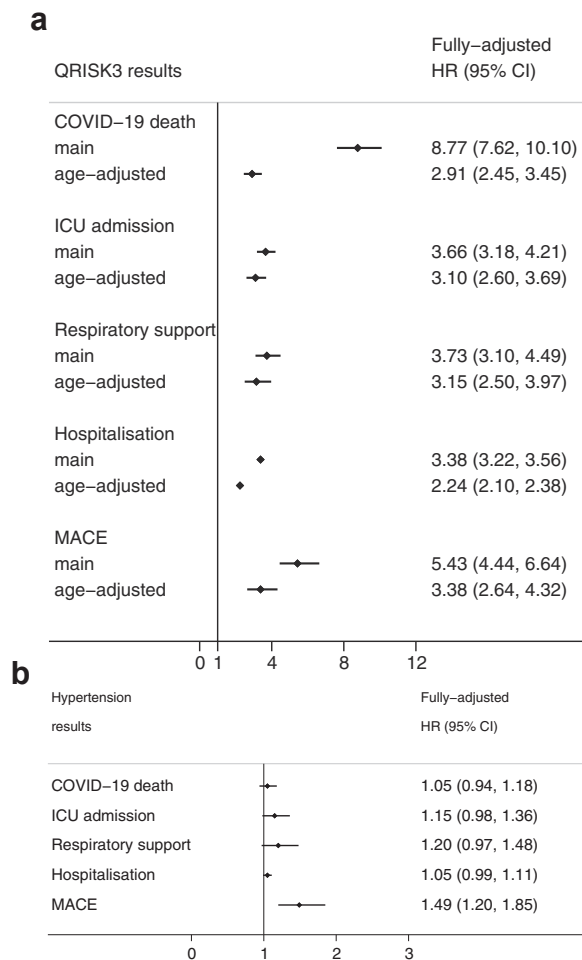 a
Fully−adjusted
QRISK3 results HR (95% CI)
COVID−19 death
main 8.77 (7.62, 10.10)
age−adjusted 2.91 (2.45, 3.45)
ICU admission
main 3.66 (3.18, 4.21)
age−adjusted 3.10 (2.60, 3.69)
Respiratory support
main 3.73 (3.10, 4.49)
age−adjusted 3.15 (2.50, 3.97)
Hospitalisation
main 3.38 (3.22, 3.56)
age−adjusted 2.24 (2.10, 2.38)
MACE
main 5.43 (4.44, 6.64)
age−adjusted 3.38 (2.64, 4.32)
0 1 4 8 12
b
Hypertension Fully−adjusted
results HR (95% CI)
COVID−19 death 1.05 (0.94, 1.18)
ICU admission 1.15 (0.98, 1.36)
Respiratory support 1.20 (0.97, 1.48)
Hospitalisation 1.05 (0.99, 1.11)
MACE 1.49 (1.20, 1.85)
0 1 2 3